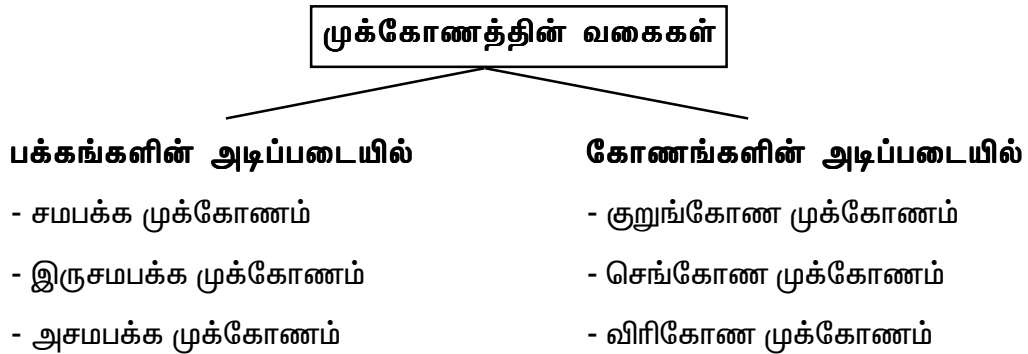 முக்கோணத்தின் வகைகள்
பக்கங்களின் அடிப்படையில்
- சமபக்க முக்கோணம்
- இருசமபக்க முக்கோணம்
- அசமபக்க முக்கோணம்
கோணங்களின் அடிப்படையில்
- குறுங்கோண முக்கோணம்
- செங்கோண முக்கோணம்
- விரிகோண முக்கோணம்